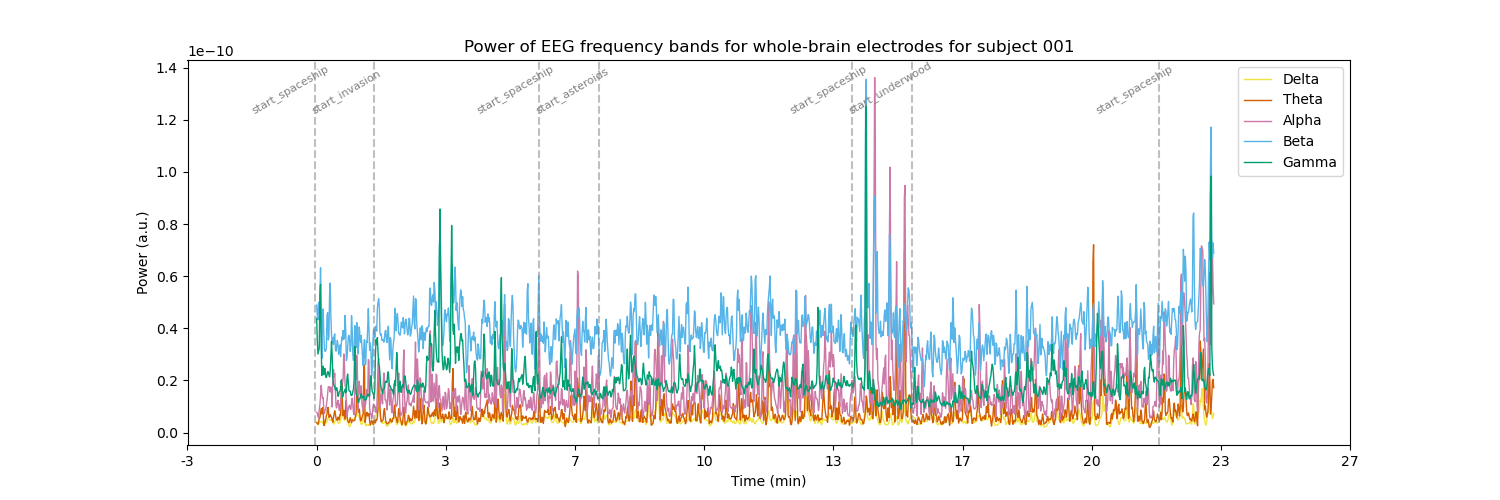 Power of EEG frequency bands for whole-brain electrodes for subject 001
1e−10
1.4
1.2
1.0
0.8
0.6
0.4
0.2
0.0
Power (a.u.)
start_spaceship
start_invasion
start_spaceship
start_asteroids
start_spaceship
start_underwood
start_spaceship
Delta
Theta
Alpha
Beta
Gamma
-3 0 3 7 10 13 17 20 23 27
Time (min)